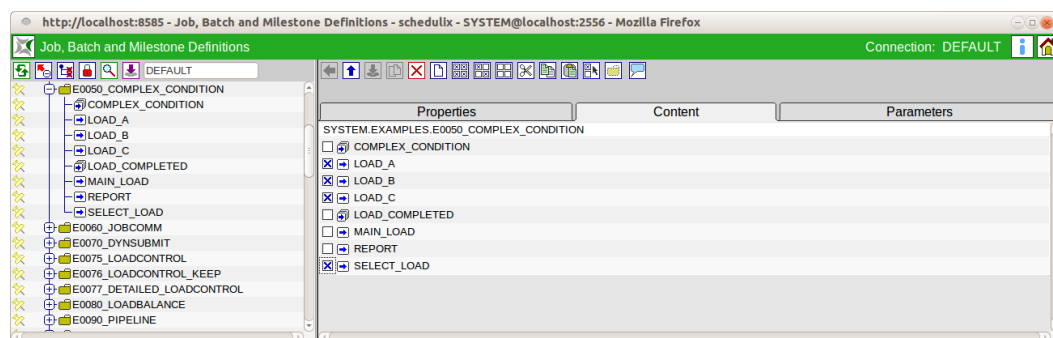 http://localhost:8585 - Job, Batch and Milestone Definitions - schedulix - SYSTEM@localhost:2556 - Mozilla Firefox
Job, Batch and Milestone Definitions
Connection: DEFAULT
DEFAULT
E0050_COMPLEX_CONDITION
COMPLEX_CONDITION
LOAD_A
LOAD_B
LOAD_C
LOAD_COMPLETED
MAIN_LOAD
REPORT
SELECT_LOAD
E0060_JOBCOMM
E0070_DYNSUBMIT
E0075_LOADCONTROL
E0076_LOADCONTROL_KEEP
E0077_DETAILED_LOADCONTROL
E0080_LOADBALANCE
E0090_PIPELINE
Properties
Content
Parameters
SYSTEM.EXAMPLES.E0050_COMPLEX_CONDITION
COMPLEX_CONDITION
LOAD_A
LOAD_B
LOAD_C
LOAD_COMPLETED
MAIN_LOAD
REPORT
SELECT_LOAD